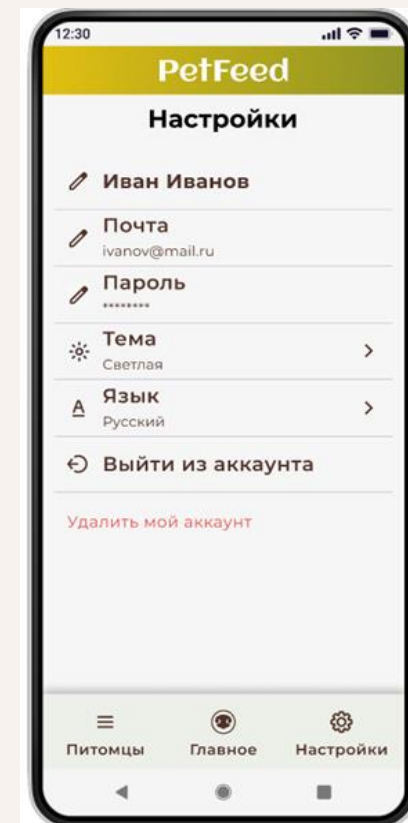 12:30
PetFeed
Настройки
Иван Иванов
Почта
ivanov@mail.ru
Пароль
********
Тема
Светлая
A Язык
Русский
Выйти из аккаунта
Удалить мой аккаунт
Питомцы Главное Настройки